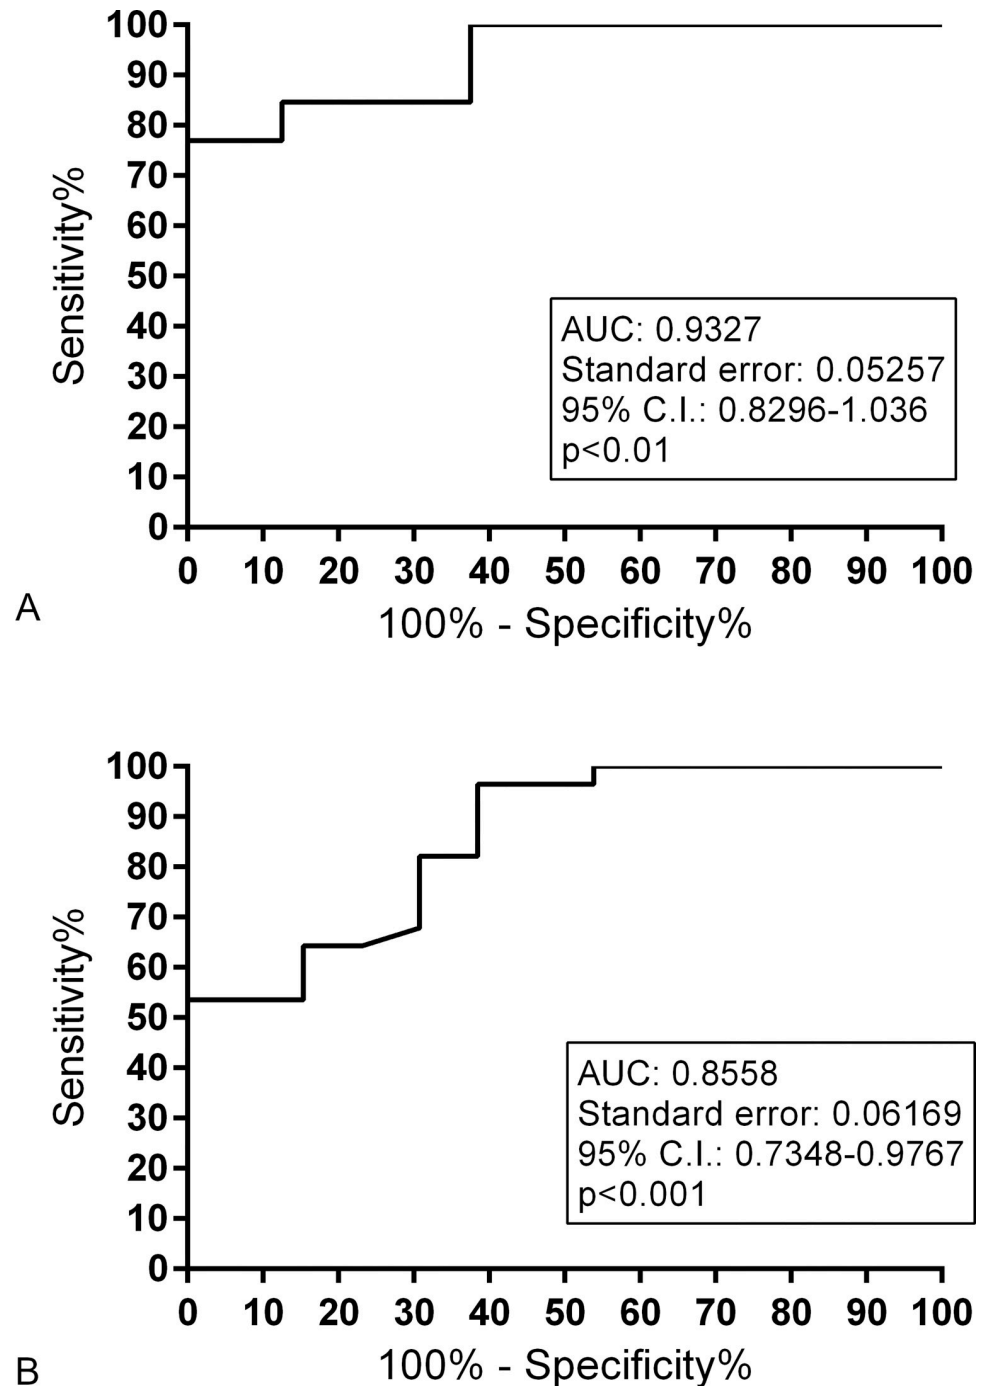 100
90
80
70
60
50
40
30
20
10
0
Sensitivity%
AUC: 0.9327
Standard error: 0.05257
95% C.I.: 0.8296-1.036
p<0.01
0 10 20 30 40 50 60 70 80 90 100
100% - Specificity%
A
100
90
80
70
60
50
40
30
20
10
0
Sensitivity%
AUC: 0.8558
Standard error: 0.06169
95% C.I.: 0.7348-0.9767
p<0.001
0 10 20 30 40 50 60 70 80 90 100
100% - Specificity%
B